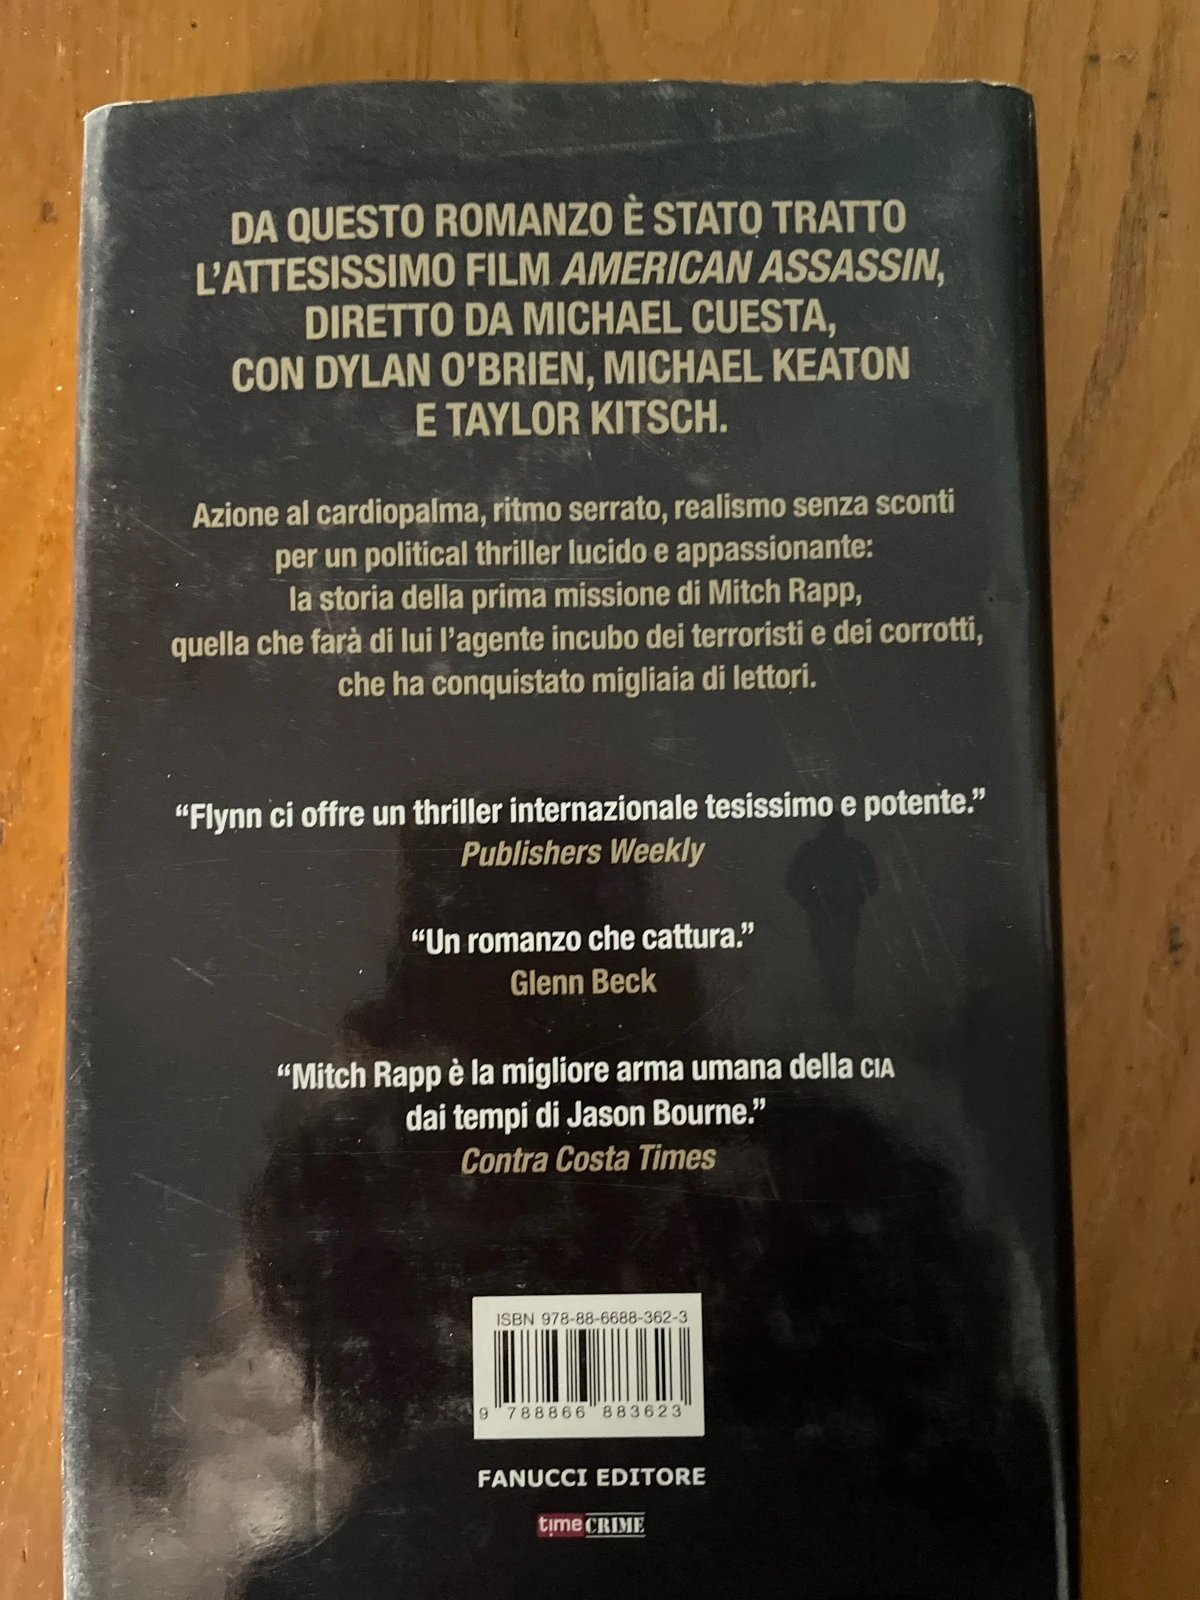 DA QUESTO ROMANZO È STATO TRATTO
L'ATTESISSIMO FILM AMERICAN ASSASSIN,
DIRETTO DA MICHAEL CUESTA,
CON DYLAN O'BRIEN, MICHAEL KEATON
E TAYLOR KITSCH.
Azione al cardiopalma, ritmo serrato, realismo senza sconti
per un political thriller lucido e appassionante:
la storia della prima missione di Mitch Rapp,
quella che farà di lui l'agente incubo dei terroristi e dei corrotti,
che ha conquistato migliaia di lettori.
“Flynn ci offre un thriller internazionale tesissimo e potente.”
Publishers Weekly
“Un romanzo che cattura.”
Glenn Beck
“Mitch Rapp è la migliore arma umana della CIA
dai tempi di Jason Bourne.”
Contra Costa Times
ISBN 978-88-6688-362-3
9 788866 883623
FANUCCI EDITORE
time CRIME